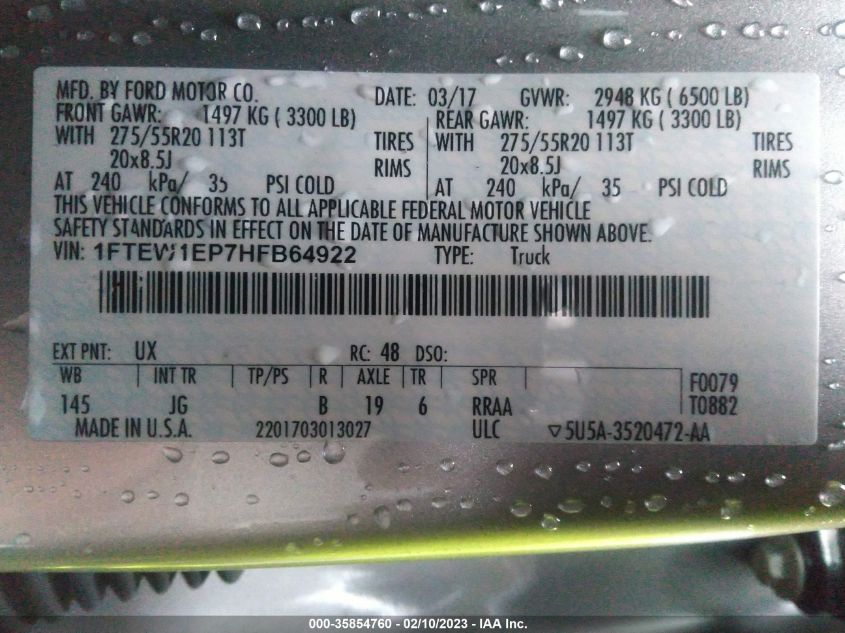 MFD. BY FORD MOTOR CO. DATE: 03/17 GVWR: 2948 KG ( 6500 LB)
FRONT GAWR: 1497 KG ( 3300 LB) REAR GAWR: 1497 KG ( 3300 LB)
WITH 275/55R20 113T TIRES WITH 275/55R20 113T TIRES
20x8.5J RIMS 20x8.5J RIMS
AT 240 kPa/ 35 PSI COLD AT 240 kPa/ 35 PSI COLD
THIS VEHICLE CONFORMS TO ALL APPLICABLE FEDERAL MOTOR VEHICLE
SAFETY STANDARDS IN EFFECT ON THE DATE OF MANUFACTURE SHOWN ABOVE.
VIN: 1FTEW1EP7HFB64922 TYPE: Truck
EXT PNT: UX RC: 48 DSO:
WB INT TR TP/PS R AXLE TR SPR F0079
145 JG B 19 6 RRAA T0882
MADE IN U.S.A. 2201703013027 ULC ▽5U5A-3520472-AA
000-35854760 - 02/10/2023 - IAA Inc.